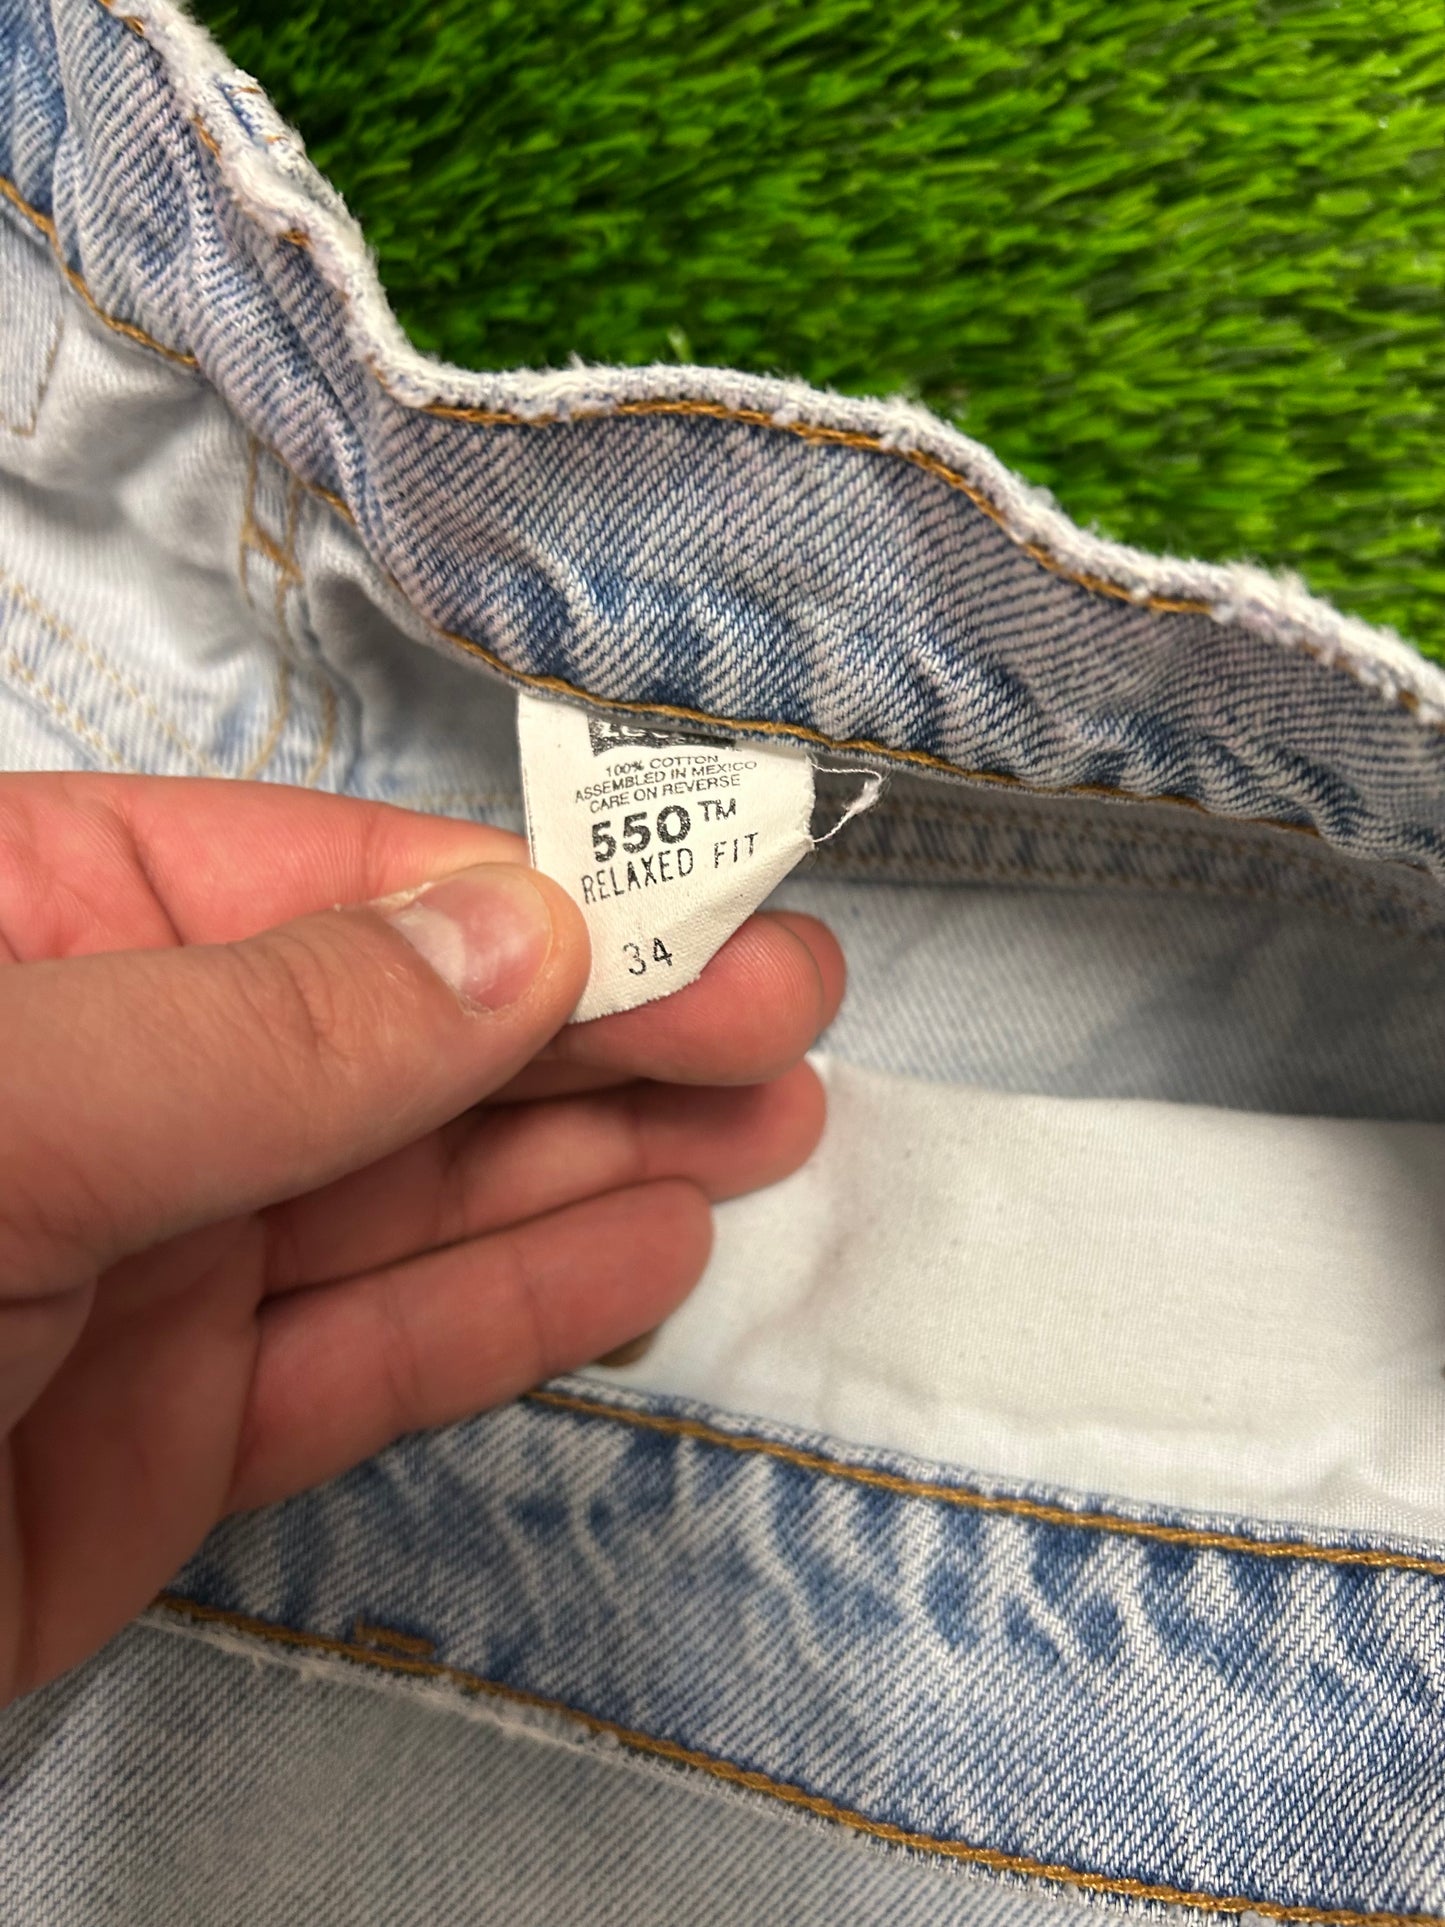 100% COTTON
ASSEMBLED IN MEXICO
CARE ON REVERSE
550™
RELAXED FIT
34